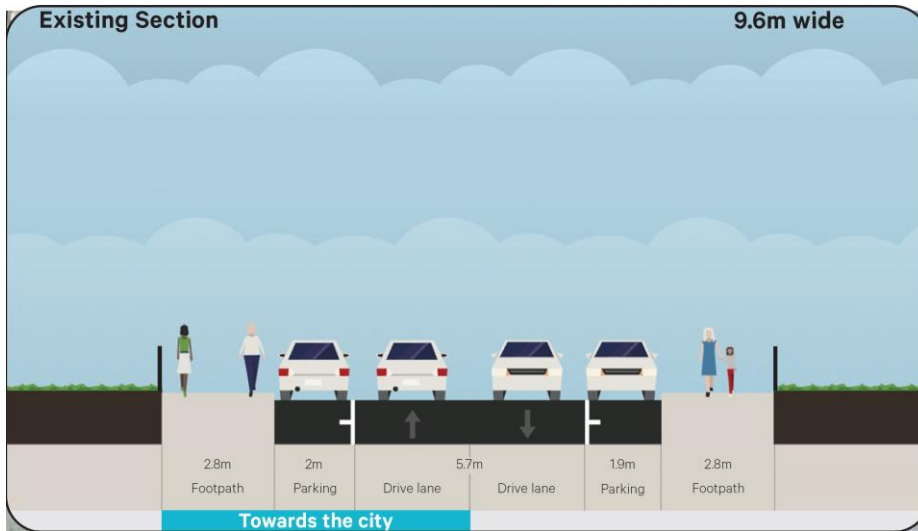 Existing Section
9.6m wide
2.8m
2m
5.7m
1.9m
2.8m
Footpath
Parking
Drive lane
Drive lane
Parking
Footpath
Towards the city